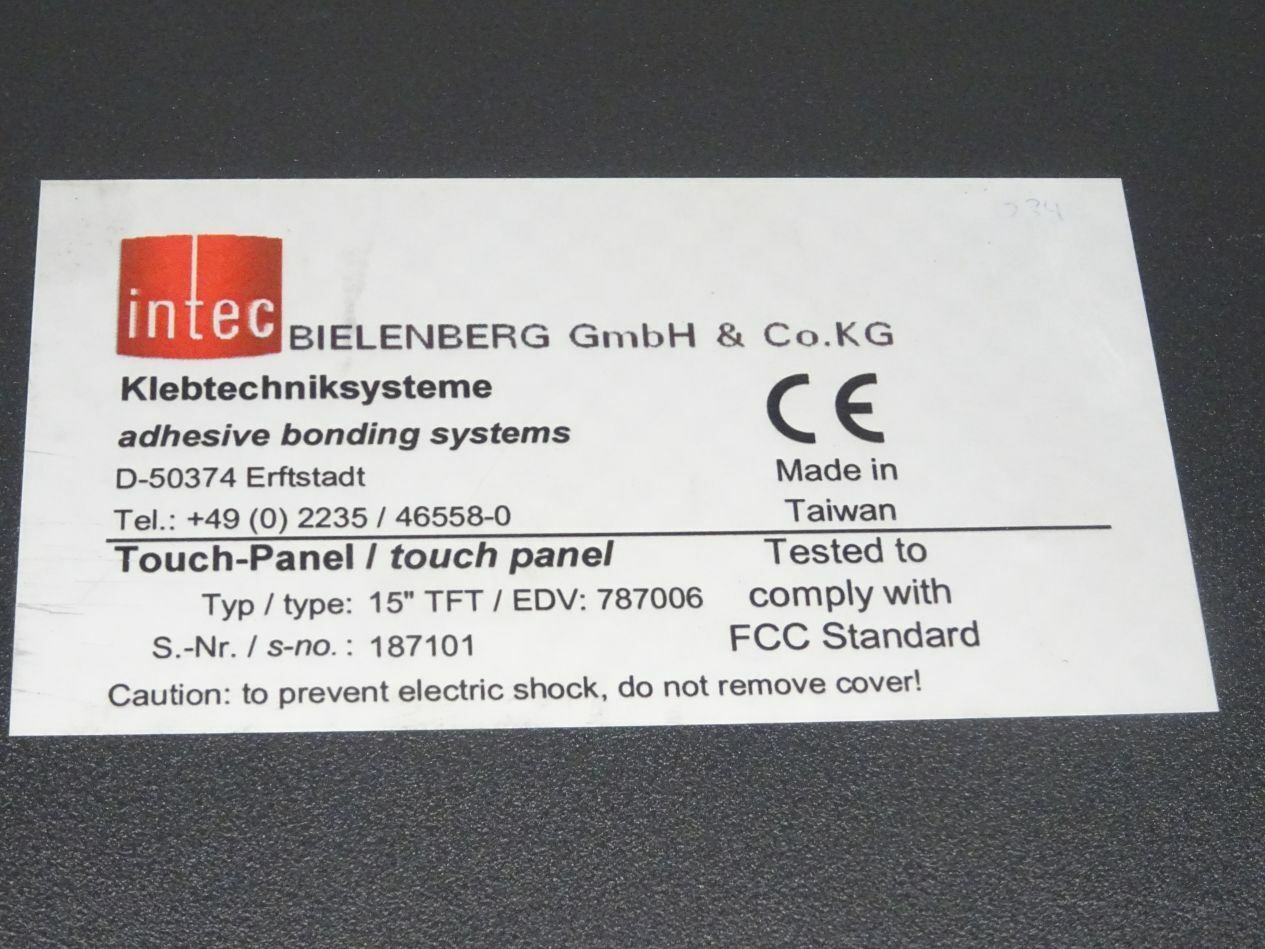 234
intec BIELENBERG GmbH & Co.KG
Klebtechniksysteme
adhesive bonding systems
D-50374 Erftstadt
Tel.: +49 (0) 2235 / 46558-0
CE
Made in
Taiwan
Touch-Panel / touch panel
Typ / type: 15" TFT / EDV: 787006
S.-Nr. / s-no. : 187101
Tested to
comply with
FCC Standard
Caution: to prevent electric shock, do not remove cover!